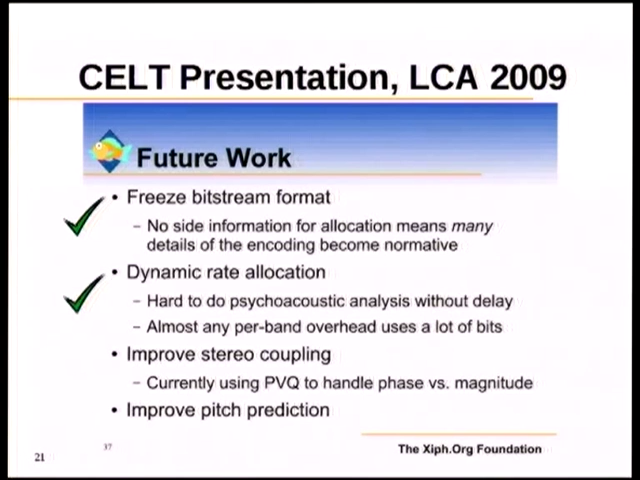 CELT Presentation, LCA 2009
Future Work
• Freeze bitstream format
– No side information for allocation means many
details of the encoding become normative
• Dynamic rate allocation
– Hard to do psychoacoustic analysis without delay
– Almost any per-band overhead uses a lot of bits
• Improve stereo coupling
– Currently using PVQ to handle phase vs. magnitude
• Improve pitch prediction
37
The Xiph.Org Foundation
21